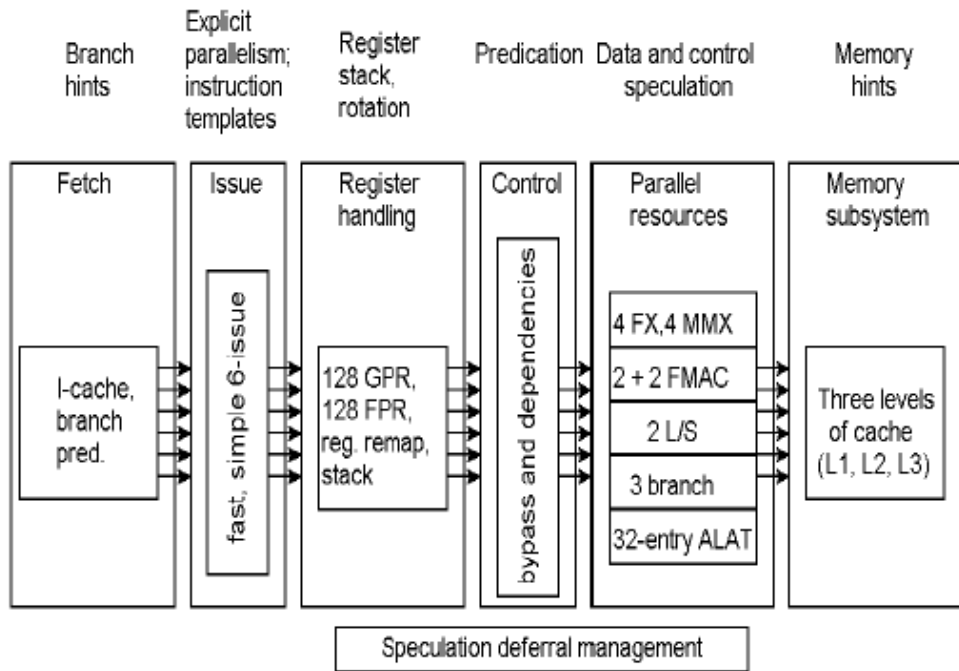 Branch
hints
Explicit
parallelism;
instruction
templates
Register
stack,
rotation
Predication
Data and control
speculation
Memory
hints
Fetch
I-cache,
branch
pred.
Issue
fast, simple 6-issue
Register
handling
128 GPR,
128 FPR,
reg. remap,
stack
Control
bypass and dependencies
Parallel
resources
4 FX,4 MMX
2 + 2 FMAC
2 L/S
3 branch
32-entry ALAT
Memory
subsystem
Three levels
of cache
(L1, L2, L3)
Speculation deferral management